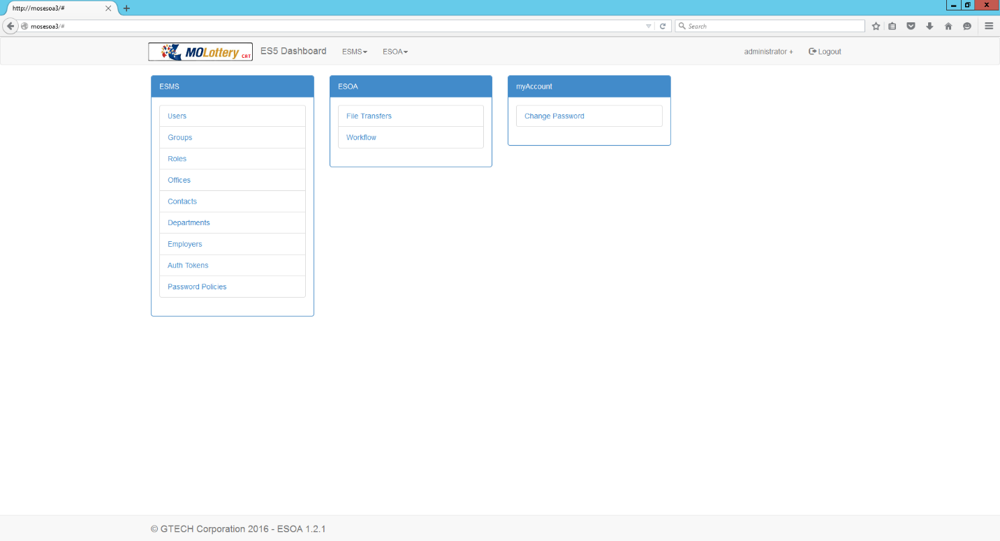 http://mosesoa3/#
mosesoa3/#
Search
MOLottery CAT ES5 Dashboard ESMS ESOA administrator + Logout
ESMS
Users
Groups
Roles
Offices
Contacts
Departments
Employers
Auth Tokens
Password Policies
ESOA
File Transfers
Workflow
myAccount
Change Password
© GTECH Corporation 2016 - ESOA 1.2.1